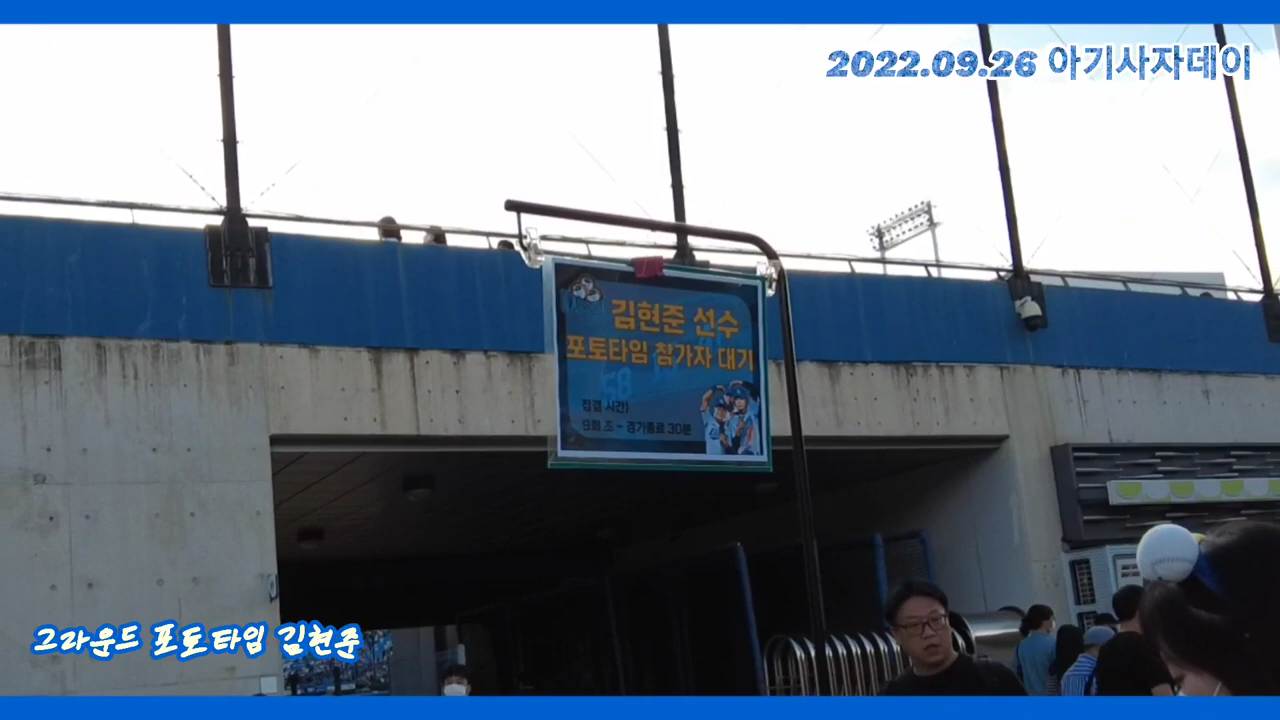 2022.09.26 아기사자데이
김현준 선수
포토타임 참가자 대기
58
집결 시간)
9회 초 - 경기종료 30분
그라운드 포토타임 김현준